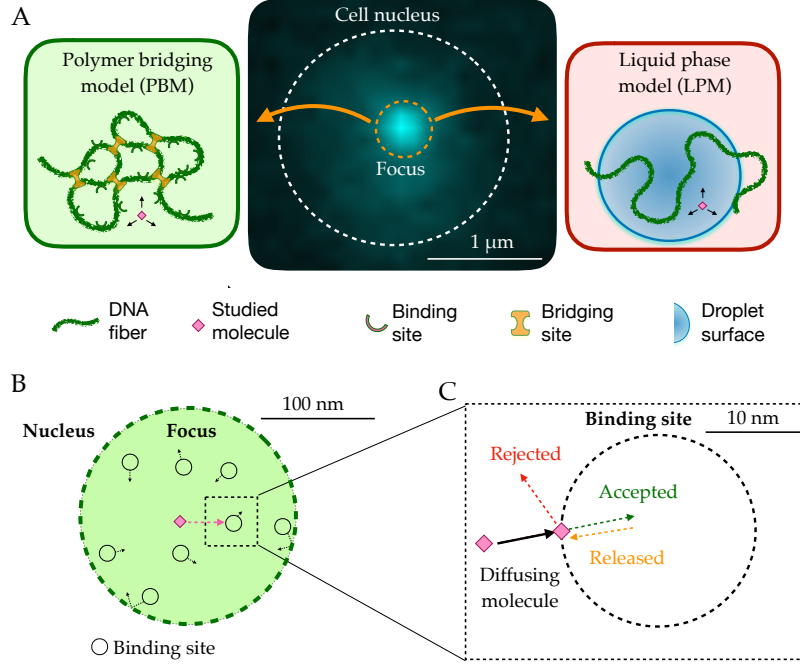 A
Polymer bridging
model (PBM)
Cell nucleus
Focus
1 μm
Liquid phase
model (LPM)
DNA
fiber
Studied
molecule
Binding
site
Bridging
site
Droplet
surface
B
100 nm
Nucleus
Focus
Binding site
C
Binding site
10 nm
Rejected
Accepted
Released
Diffusing
molecule